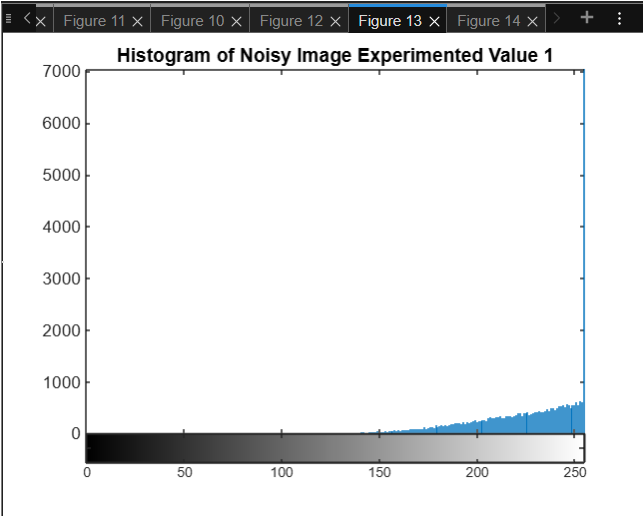 Figure 11 Figure 10 Figure 12 Figure 13 Figure 14
Histogram of Noisy Image Experimented Value 1
7000
6000
5000
4000
3000
2000
1000
0
0 50 100 150 200 250